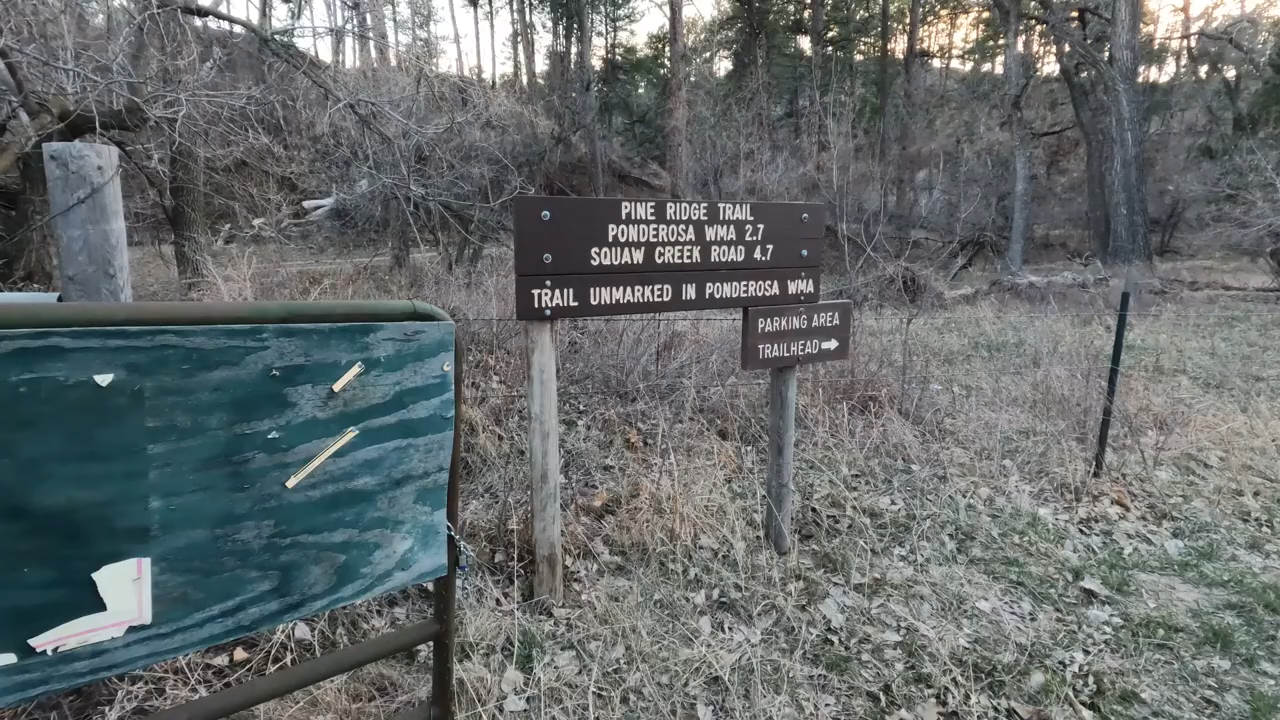 PINE RIDGE TRAIL
PONDEROSA WMA 2.7
SQUAW CREEK ROAD 4.7
TRAIL UNMARKED IN PONDEROSA WMA
PARKING AREA
TRAILHEAD →